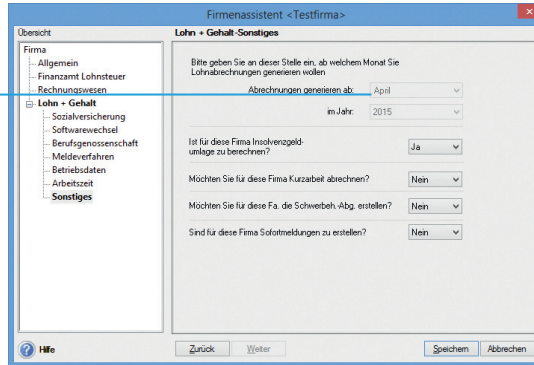 Firmenassistent <Testfirma>
Übersicht
Firma
Allgemein
Finanzamt Lohnsteuer
Rechnungswesen
Lohn + Gehalt
Sozialversicherung
Softwarewechsel
Berufsgenossenschaft
Meldeverfahren
Betriebsdaten
Arbeitszeit
Sonstiges
Lohn + Gehalt-Sonstiges
Bitte geben Sie an dieser Stelle ein, ab welchem Monat Sie
Lohnabrechnungen generieren wollen
Abrechnungen generieren ab: April
im Jahr: 2015
Ist für diese Firma Insolvenzgeld-
umlage zu berechnen? Ja
Möchten Sie für diese Firma Kurzarbeit abrechnen? Nein
Möchten Sie für diese Fa. die Schwerbeh.-Abg. erstellen? Nein
Sind für diese Firma Sofortmeldungen zu erstellen? Nein
Hilfe Zurück Weiter Speichern Abbrechen